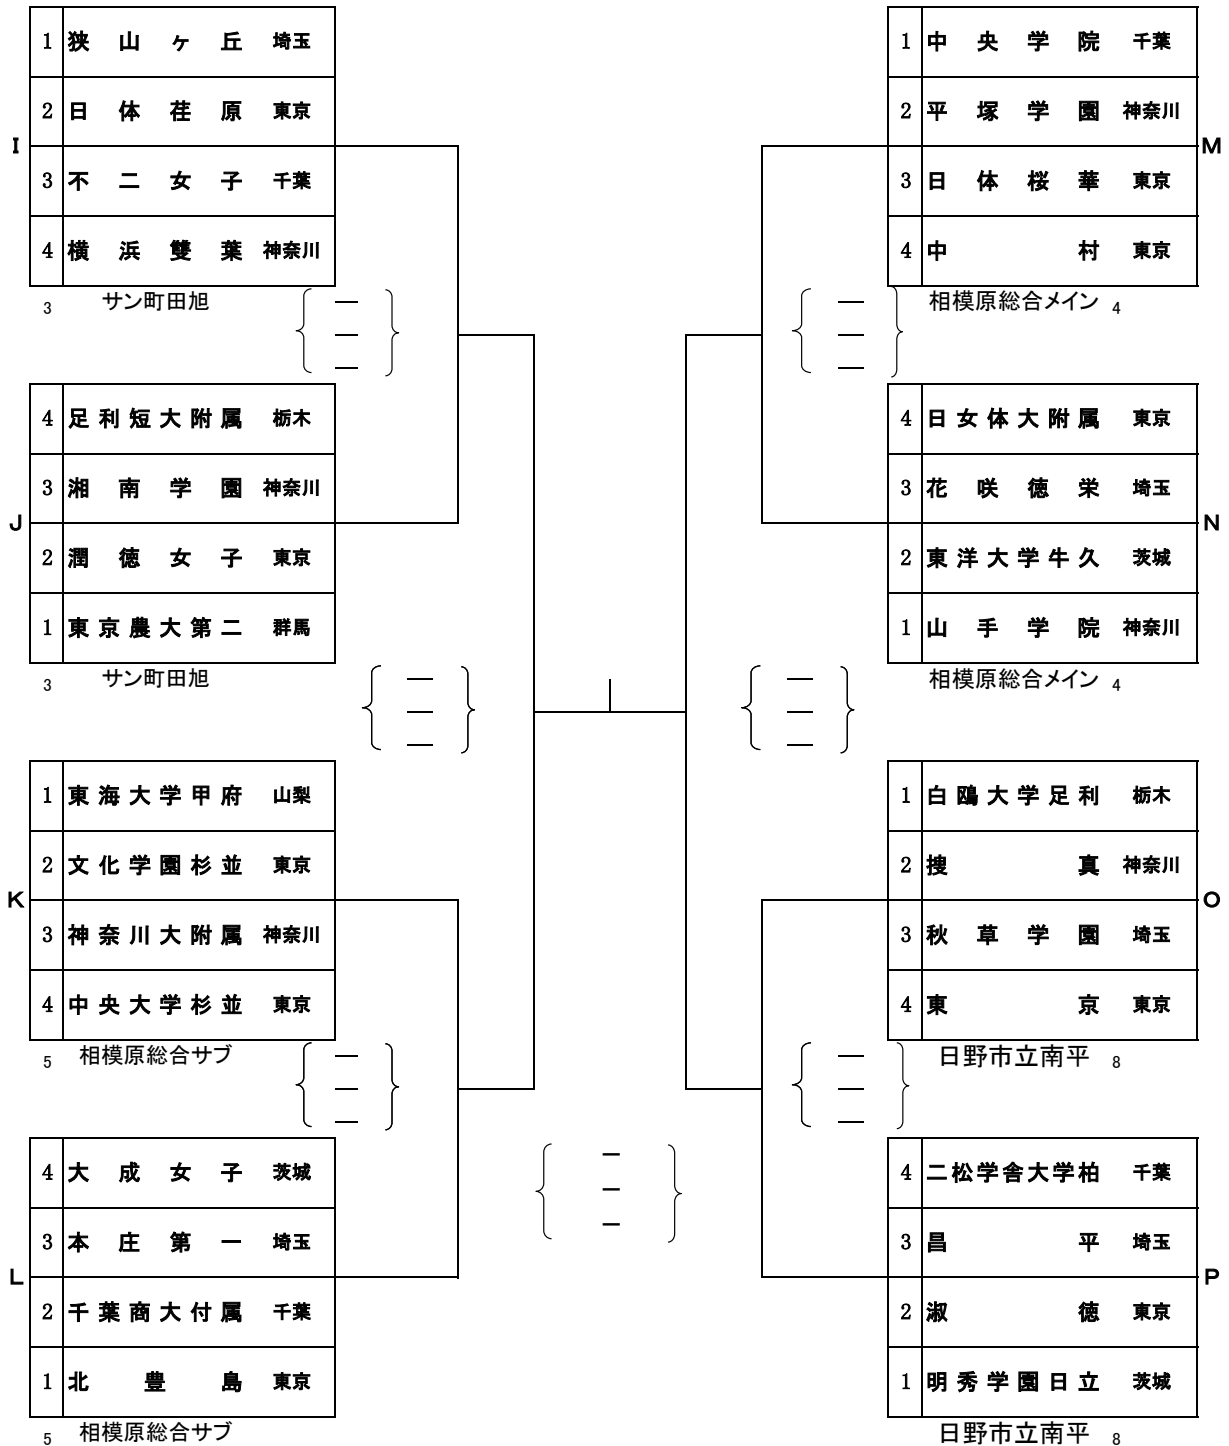 I
1 狭山ヶ丘 埼玉
2 日体荏原 東京
3 不二女子 千葉
4 横浜雙葉 神奈川
3 サン町田旭
J
4 足利短大附属 栃木
3 湘南学園 神奈川
2 潤徳女子 東京
1 東京農大第二 群馬
3 サン町田旭
K
1 東海大学甲府 山梨
2 文化学園杉並 東京
3 神奈川大附属 神奈川
4 中央大学杉並 東京
5 相模原総合サブ
L
4 大成女子 茨城
3 本庄第一 埼玉
2 千葉商大付属 千葉
1 北豊島 東京
5 相模原総合サブ
M
1 中央学院 千葉
2 平塚学園 神奈川
3 日体桜華 東京
4 中村 東京
相模原総合メイン 4
N
4 日女体大附属 東京
3 花咲徳栄 埼玉
2 東洋大学牛久 茨城
1 山手学院 神奈川
相模原総合メイン 4
O
1 白鴎大学足利 栃木
2 捜真 神奈川
3 秋草学園 埼玉
4 東京 東京
日野市立南平 8
P
4 二松学舎大学柏 千葉
3 昌平 埼玉
2 淑徳 東京
1 明秀学園日立 茨城
日野市立南平 8